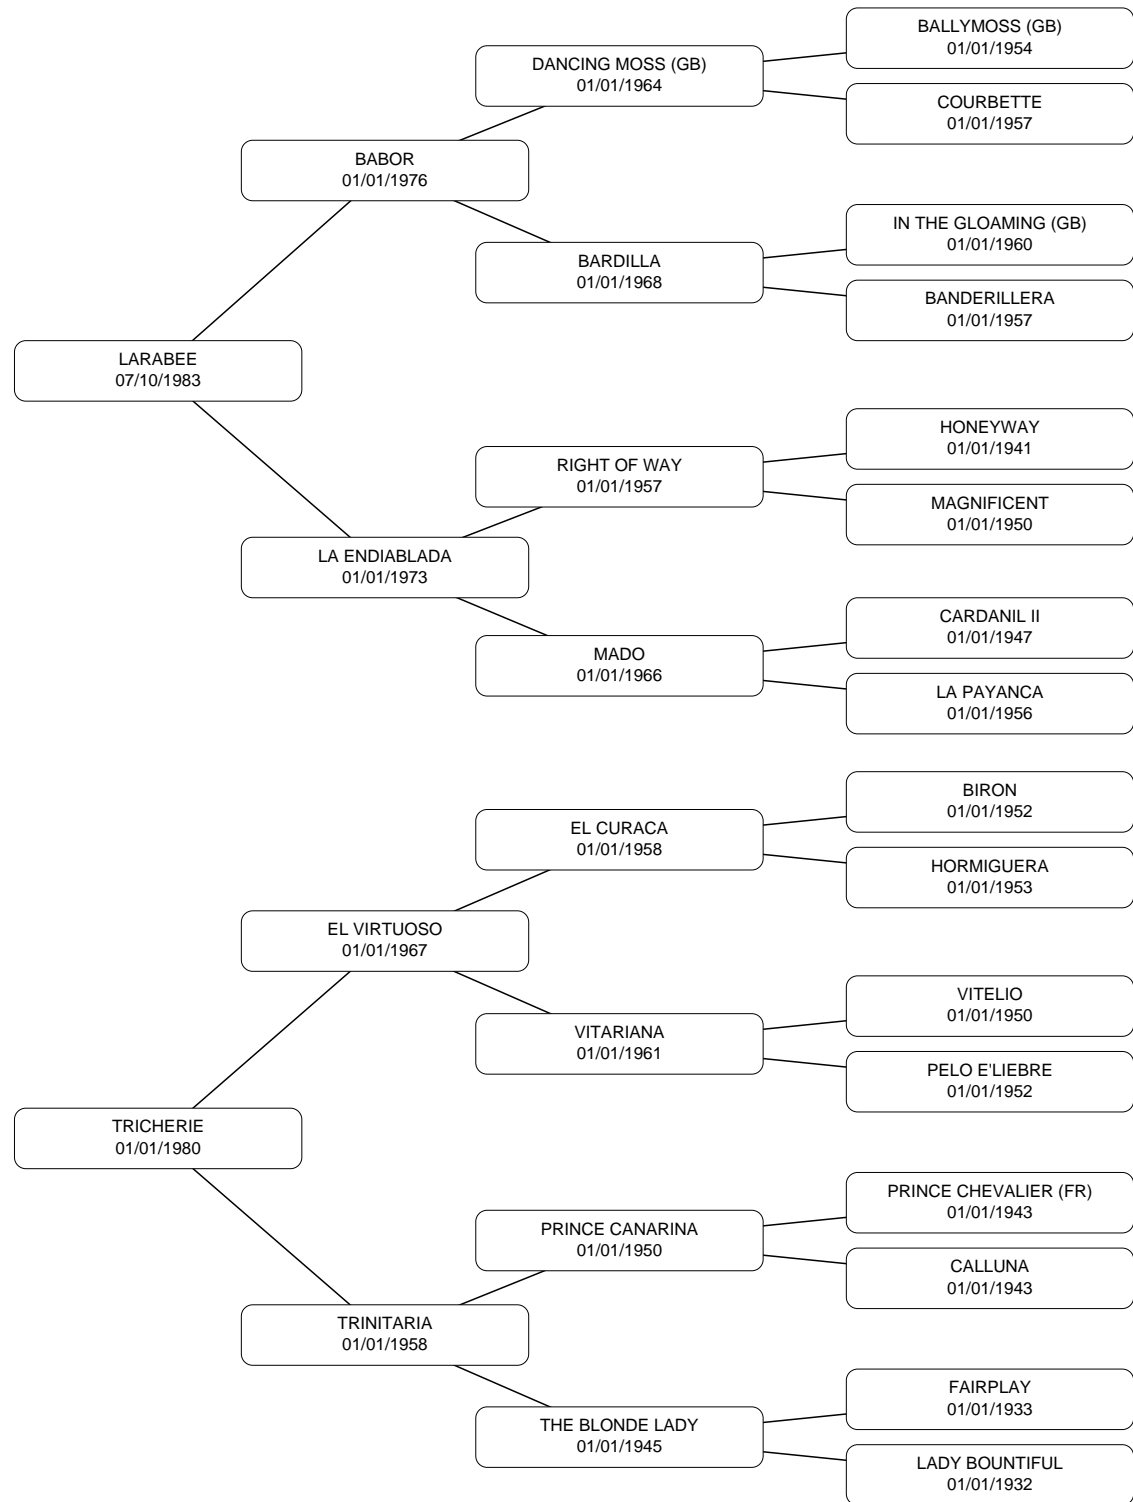 BALLYMOSS (GB)
01/01/1954
DANCING MOSS (GB)
01/01/1964
COURBETTE
01/01/1957
BABOR
01/01/1976
IN THE GLOAMING (GB)
01/01/1960
BARDILLA
01/01/1968
BANDERILLERA
01/01/1957
LARABEE
07/10/1983
HONEYWAY
01/01/1941
RIGHT OF WAY
01/01/1957
MAGNIFICENT
01/01/1950
LA ENDIABLADA
01/01/1973
CARDANIL II
01/01/1947
MADO
01/01/1966
LA PAYANCA
01/01/1956
BIRON
01/01/1952
EL CURACA
01/01/1958
HORMIGUERA
01/01/1953
EL VIRTUOSO
01/01/1967
VITELIO
01/01/1950
VITARIANA
01/01/1961
PELO E'LIEBRE
01/01/1952
TRICHERIE
01/01/1980
PRINCE CHEVALIER (FR)
01/01/1943
PRINCE CANARINA
01/01/1950
CALLUNA
01/01/1943
TRINITARIA
01/01/1958
FAIRPLAY
01/01/1933
THE BLONDE LADY
01/01/1945
LADY BOUNTIFUL
01/01/1932